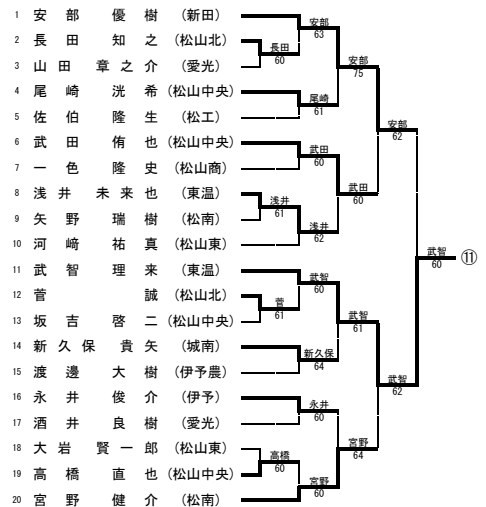 1 安部 優樹 (新田)
2 長田 知之 (松山北)
3 山田 章之介 (愛光)
4 尾崎 洸希 (松山中央)
5 佐伯 隆生 (松工)
6 武田 侑也 (松山中央)
7 一色 隆史 (松山商)
8 浅井 未来也 (東温)
9 矢野 瑞樹 (松南)
10 河﨑 祐真 (松山東)
11 武智 理来 (東温)
12 菅 誠 (松山北)
13 坂吉 啓二 (松山中央)
14 新久保 貴矢 (城南)
15 渡邊 大樹 (伊予農)
16 永井 俊介 (伊予)
17 酒井 良樹 (愛光)
18 大岩 賢一郎 (松山東)
19 高橋 直也 (松山中央)
20 宮野 健介 (松南)
長田
60
浅井
61
菅
61
高橋
60
安部
63
尾崎
61
武田
60
浅井
62
武智
60
新久保
64
永井
60
宮野
60
安部
75
武田
60
武智
61
宮野
64
安部
62
武智
62
武智
60
⑪